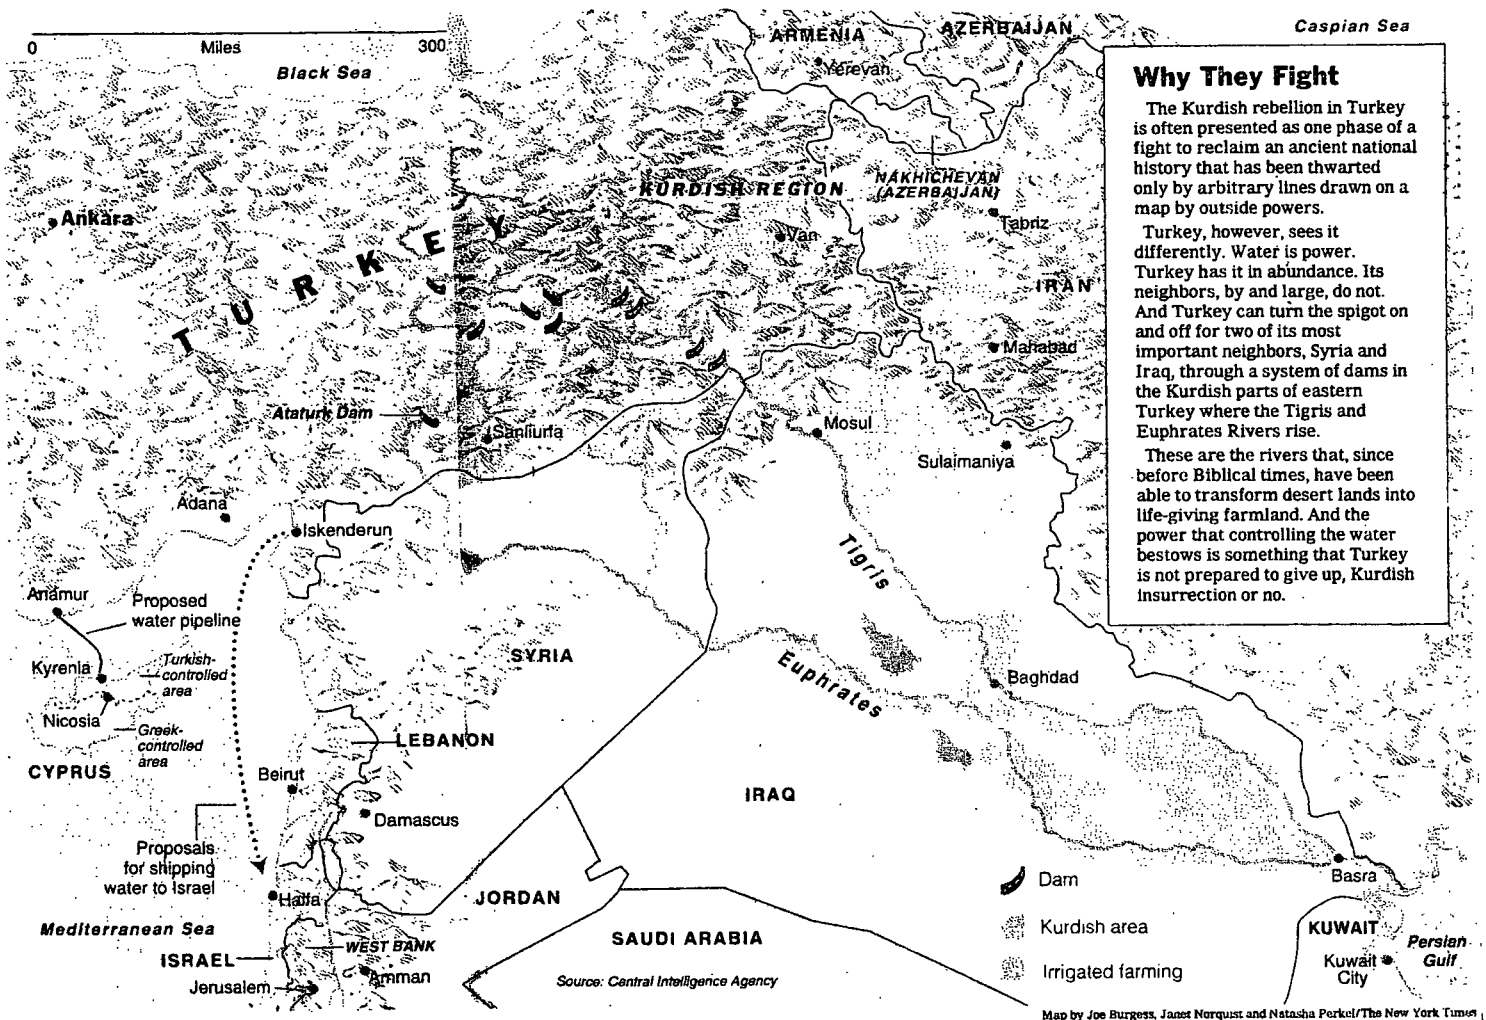 0 Miles 300
Black Sea
ARMENIA
AZERBAIJAN
Caspian Sea
Yerevan
Why They Fight
The Kurdish rebellion in Turkey
is often presented as one phase of a
fight to reclaim an ancient national
history that has been thwarted
only by arbitrary lines drawn on a
map by outside powers.
Turkey, however, sees it
differently. Water is power.
Turkey has it in abundance. Its
neighbors, by and large, do not.
And Turkey can turn the spigot on
and off for two of its most
important neighbors, Syria and
Iraq, through a system of dams in
the Kurdish parts of eastern
Turkey where the Tigris and
Euphrates Rivers rise.
These are the rivers that, since
before Biblical times, have been
able to transform desert lands into
life-giving farmland. And the
power that controlling the water
bestows is something that Turkey
is not prepared to give up, Kurdish
insurrection or no.
KURDISH REGION
NAKHICHEVAN
(AZERBAIJAN)
Ankara
Tabriz
Van
TURKEY
IRAN
Mahabad
Ataturk Dam
Sanliurfa
Mosul
Sulaimaniya
Adana
Iskenderun
Tigris
Anamur
Proposed
water pipeline
Kyrenia
Turkish-
controlled
area
SYRIA
Euphrates
Baghdad
Nicosia
Greek-
controlled
area
LEBANON
CYPRUS
Beirut
IRAQ
Damascus
Proposals
for shipping
water to Israel
Basra
Dam
Haifa
JORDAN
Kurdish area
KUWAIT
Mediterranean Sea
SAUDI ARABIA
Persian
Gulf
WEST BANK
ISRAEL
Kuwait
City
Irrigated farming
Amman
Source: Central Intelligence Agency
Jerusalem
Map by Joe Burgess, Janet Norquist and Natasha Perkel/The New York Times